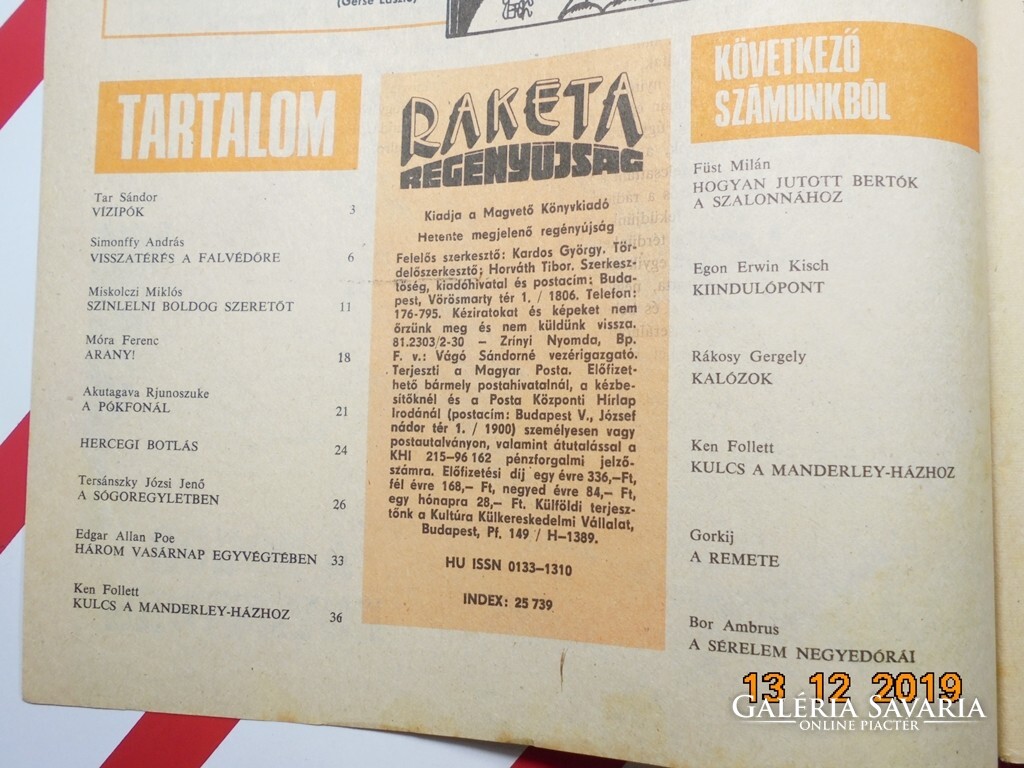 (Gerse László)
TARTALOM
Tar Sándor
VÍZIPÓK 3
Simonffy András
VISSZATÉRÉS A FALVÉDŐRE 6
Miskolczi Miklós
SZINLELNI BOLDOG SZERETŐT 11
Móra Ferenc
ARANY! 18
Akutagava Rjunoszuke
A PÓKFONÁL 21
HERCEGI BOTLÁS 24
Tersánszky Józsi Jenő
A SÓGOREGYLETBEN 26
Edgar Allan Poe
HÁROM VASÁRNAP EGYVÉGTÉBEN 33
Ken Follett
KULCS A MANDERLEY-HÁZHOZ 36
RAKÉTA
REGÉNYÚJSÁG
Kiadja a Magvető Könyvkiadó
Hetente megjelenő regényújság
Felelős szerkesztő: Kardos György. Tör-
delőszerkesztő: Horváth Tibor. Szerkesz-
tőség, kiadóhivatal és postacím: Buda-
pest, Vörösmarty tér 1. / 1806. Telefon:
176-795. Kéziratokat és képeket nem
őrzünk meg és nem küldünk vissza.
81.2303/2-30 – Zrínyi Nyomda, Bp.
F. v.: Vágó Sándorné vezérigazgató.
Terjeszti a Magyar Posta. Előfizet-
hető bármely postahivatalnál, a kézbe-
sítőknél és a Posta Központi Hírlap
Irodánál (postacím: Budapest V., József
nádor tér 1. / 1900) személyesen vagy
postautalványon, valamint átutalással a
KHI 215–96 162 pénzforgalmi jelző-
számra. Előfizetési díj egy évre 336,–Ft,
fél évre 168,– Ft, negyed évre 84,– Ft,
egy hónapra 28,– Ft. Külföldi terjesz-
tőnk a Kultúra Külkereskedelmi Vállalat,
Budapest, Pf. 149 / H–1389.
HU ISSN 0133–1310
INDEX: 25 739
KÖVETKEZŐ
SZÁMUNKBÓL
Füst Milán
HOGYAN JUTOTT BERTÓK
A SZALONNÁHOZ
Egon Erwin Kisch
KIINDULÓPONT
Rákosy Gergely
KALÓZOK
Ken Follett
KULCS A MANDERLEY-HÁZHOZ
Gorkij
A REMETE
Bor Ambrus
A SÉRELEM NEGYEDÓRÁI
13 12 2019
GALÉRIA SAVARIA
ONLINE PIACTÉR